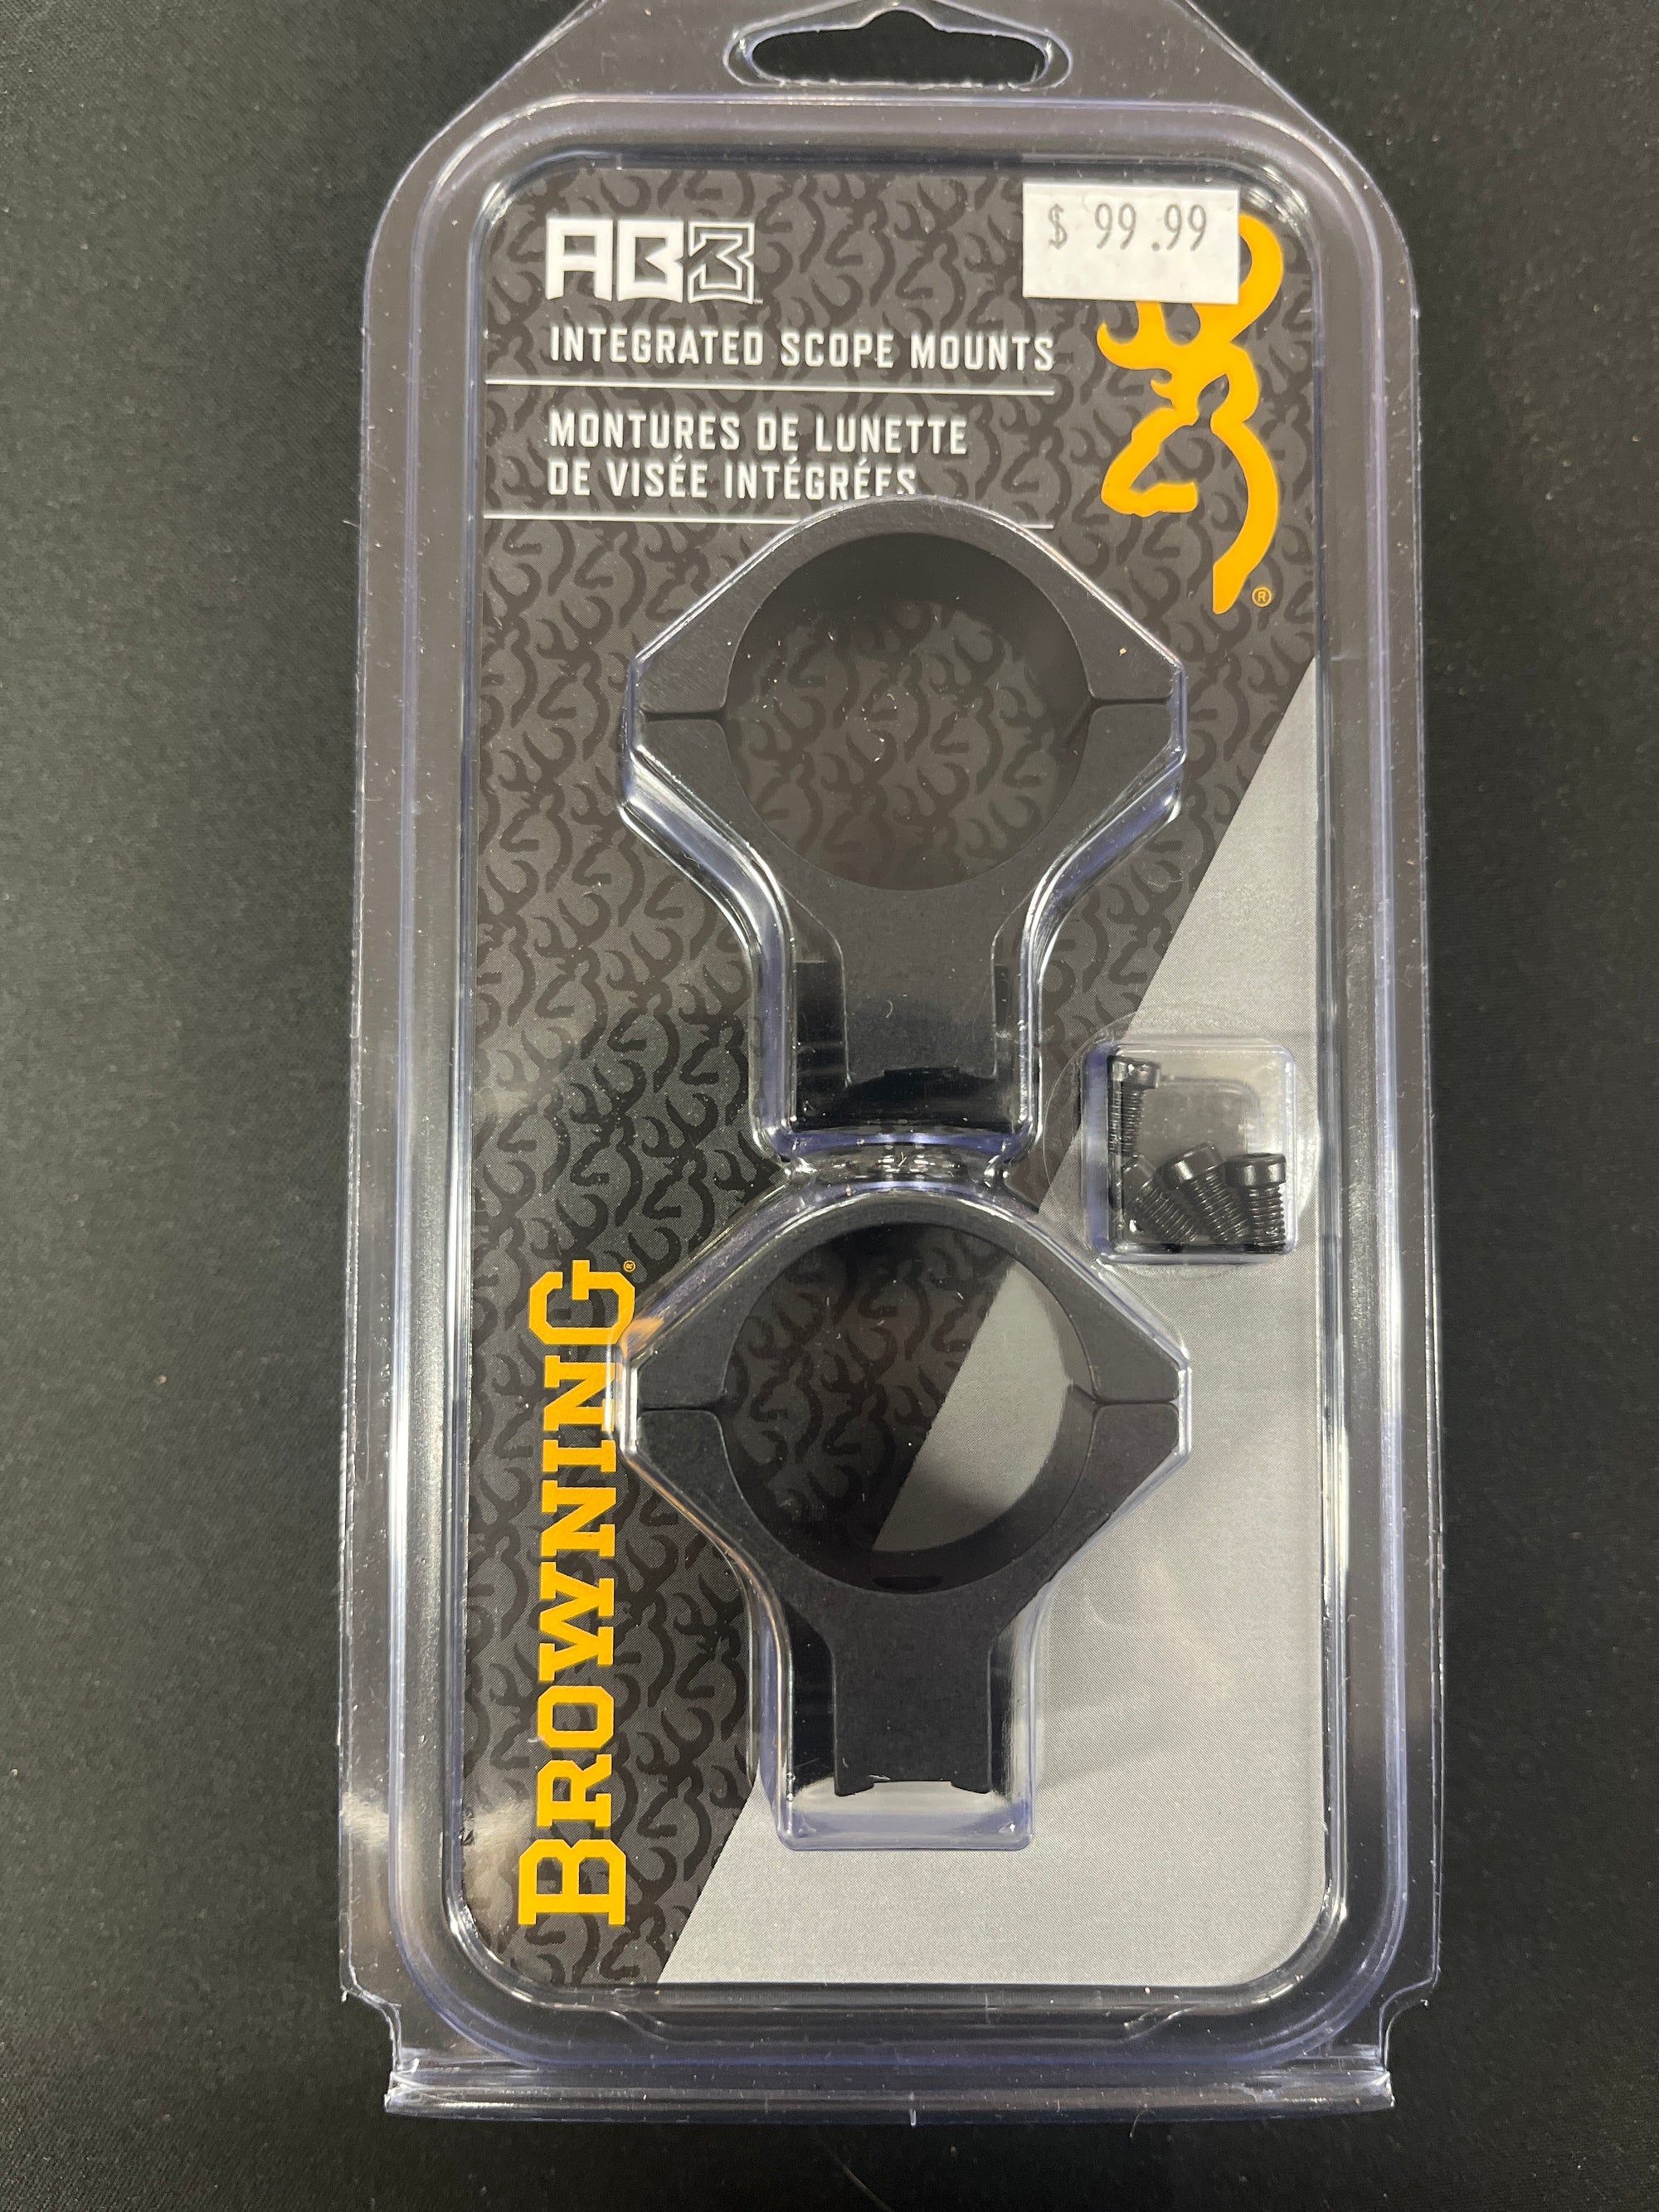 AB3
$ 99.99
INTEGRATED SCOPE MOUNTS
MONTURES DE LUNETTE
DE VISÉE INTÉGRÉES
®
BROWNING®